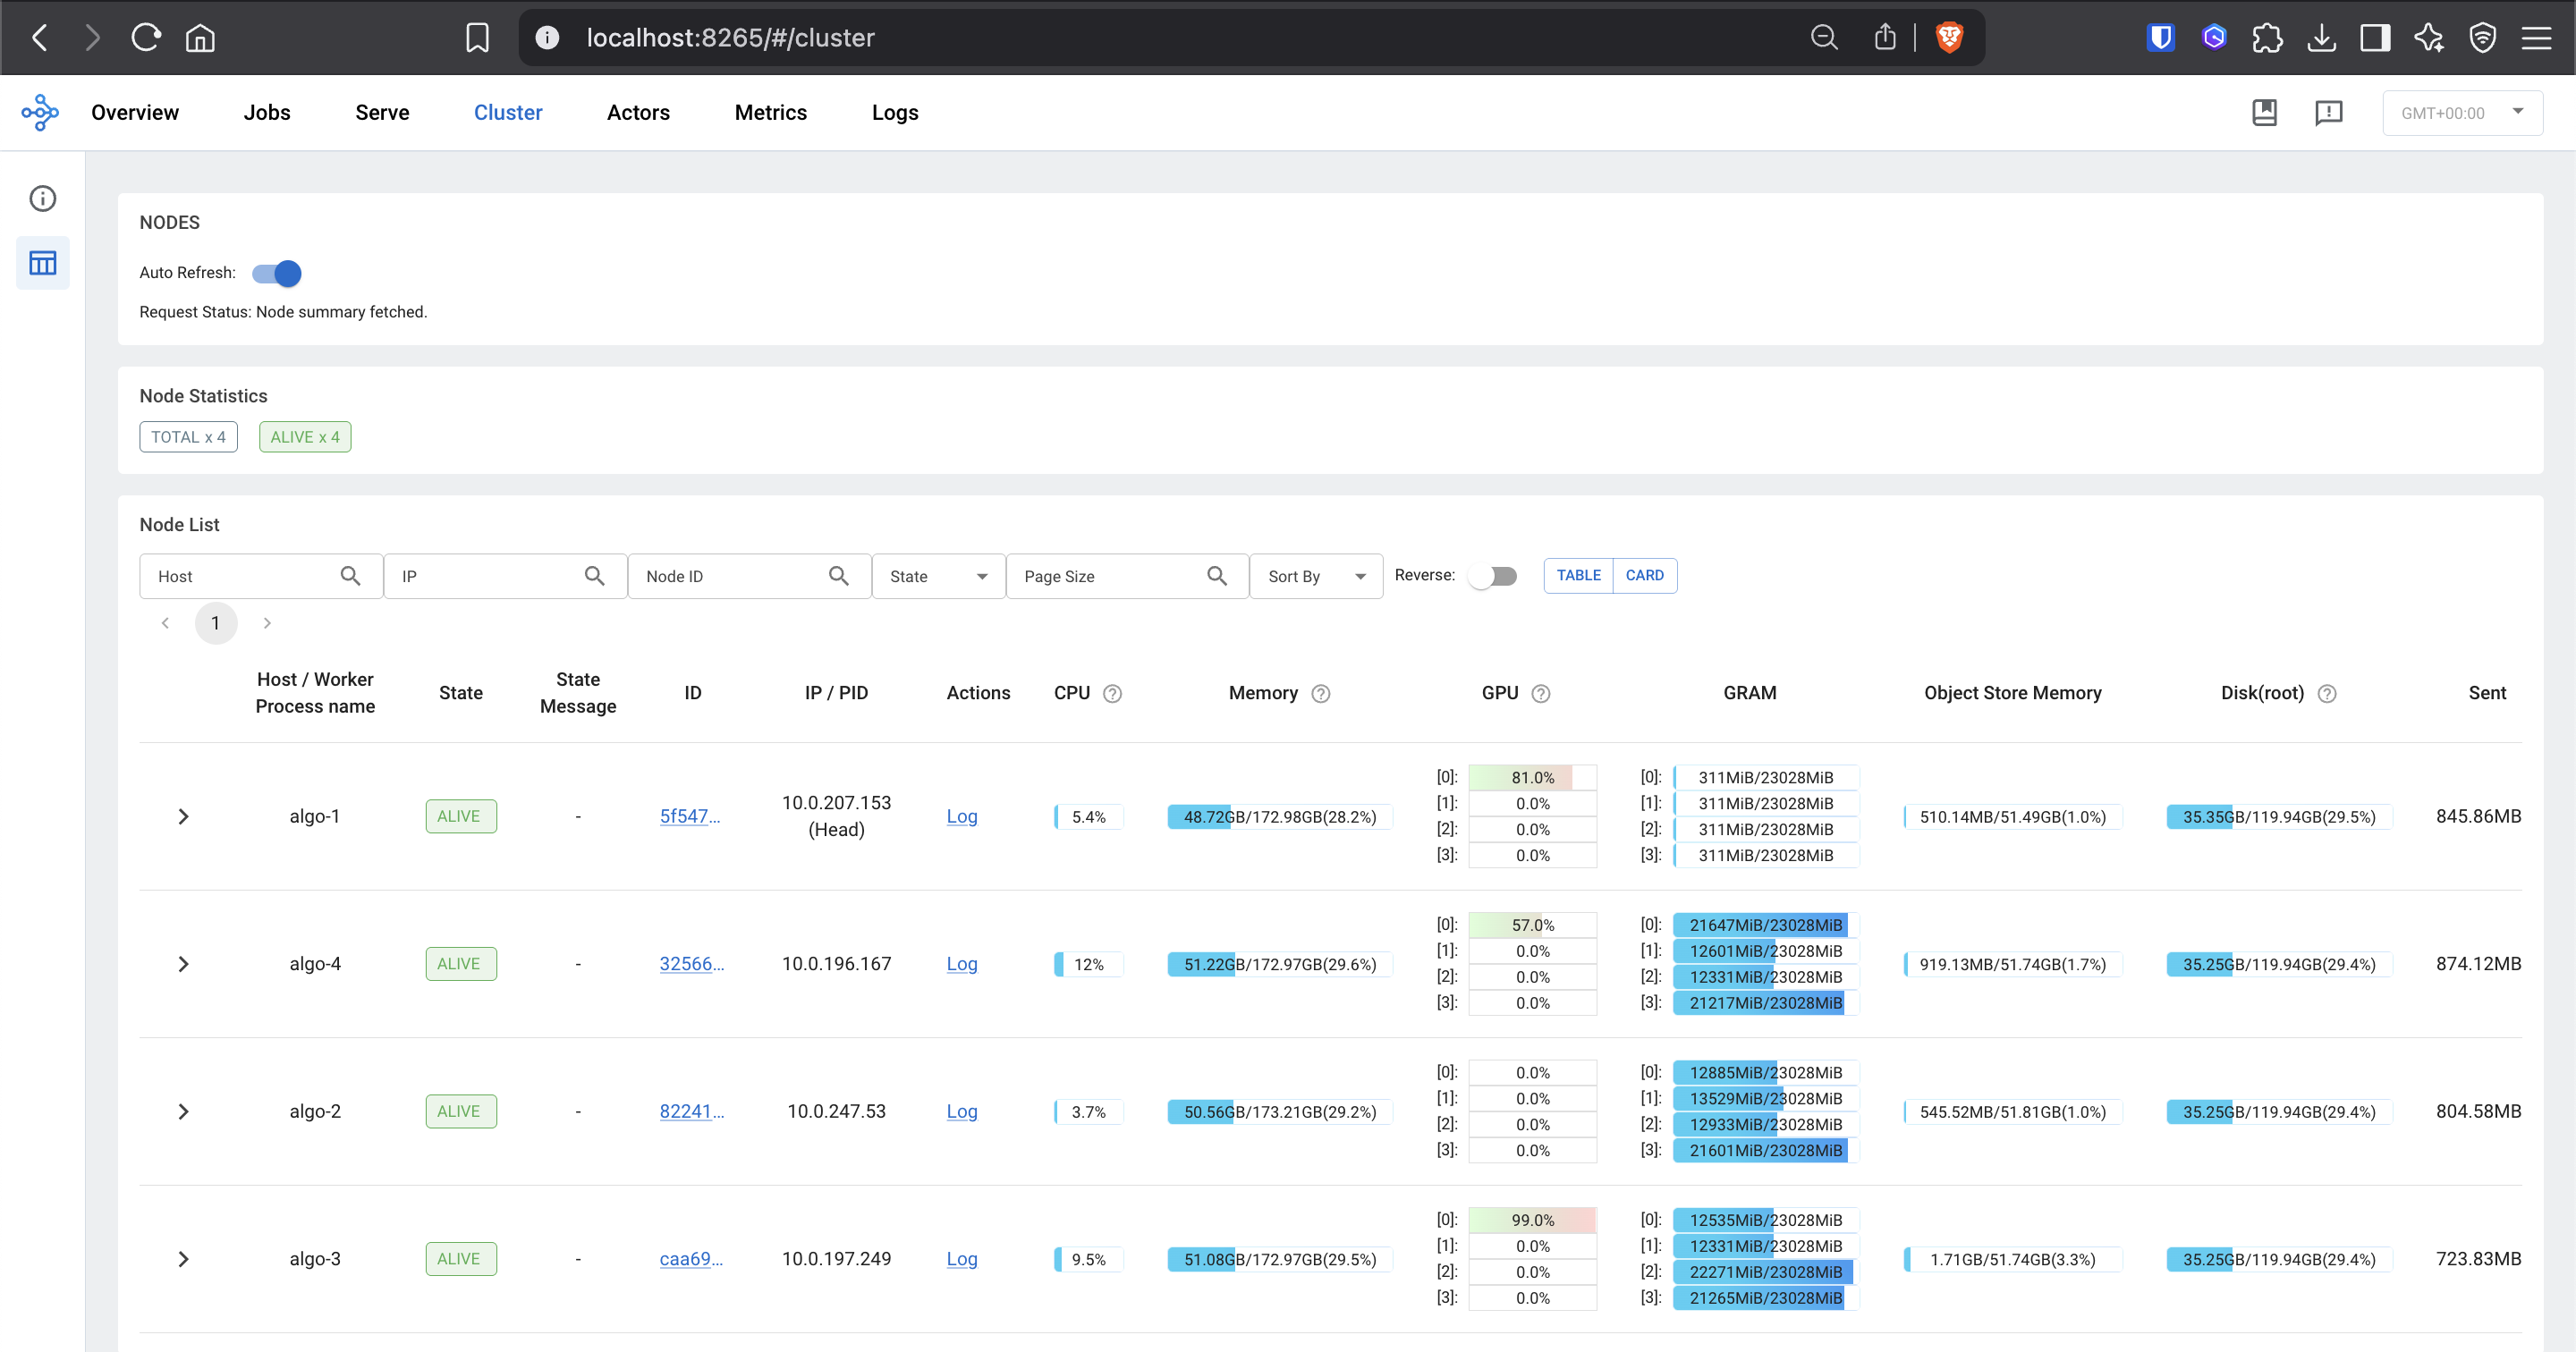 localhost:8265/#/cluster
Overview Jobs Serve Cluster Actors Metrics Logs GMT+00:00
NODES
Auto Refresh:
Request Status: Node summary fetched.
Node Statistics
TOTAL x 4 ALIVE x 4
Node List
Host IP Node ID State Page Size Sort By Reverse: TABLE CARD
1
Host / Worker Process name State State Message ID IP / PID Actions CPU Memory GPU GRAM Object Store Memory Disk(root) Sent
algo-1 ALIVE - 5f547... 10.0.207.153 (Head) Log 5.4% 48.72GB/172.98GB(28.2%)
[0]: 81.0% [0]: 311MiB/23028MiB
[1]: 0.0% [1]: 311MiB/23028MiB
[2]: 0.0% [2]: 311MiB/23028MiB
[3]: 0.0% [3]: 311MiB/23028MiB
510.14MB/51.49GB(1.0%) 35.35GB/119.94GB(29.5%) 845.86MB
algo-4 ALIVE - 32566... 10.0.196.167 Log 12% 51.22GB/172.97GB(29.6%)
[0]: 57.0% [0]: 21647MiB/23028MiB
[1]: 0.0% [1]: 12601MiB/23028MiB
[2]: 0.0% [2]: 12331MiB/23028MiB
[3]: 0.0% [3]: 21217MiB/23028MiB
919.13MB/51.74GB(1.7%) 35.25GB/119.94GB(29.4%) 874.12MB
algo-2 ALIVE - 82241... 10.0.247.53 Log 3.7% 50.56GB/173.21GB(29.2%)
[0]: 0.0% [0]: 12885MiB/23028MiB
[1]: 0.0% [1]: 13529MiB/23028MiB
[2]: 0.0% [2]: 12933MiB/23028MiB
[3]: 0.0% [3]: 21601MiB/23028MiB
545.52MB/51.81GB(1.0%) 35.25GB/119.94GB(29.4%) 804.58MB
algo-3 ALIVE - caa69... 10.0.197.249 Log 9.5% 51.08GB/172.97GB(29.5%)
[0]: 99.0% [0]: 12535MiB/23028MiB
[1]: 0.0% [1]: 12331MiB/23028MiB
[2]: 0.0% [2]: 22271MiB/23028MiB
[3]: 0.0% [3]: 21265MiB/23028MiB
1.71GB/51.74GB(3.3%) 35.25GB/119.94GB(29.4%) 723.83MB